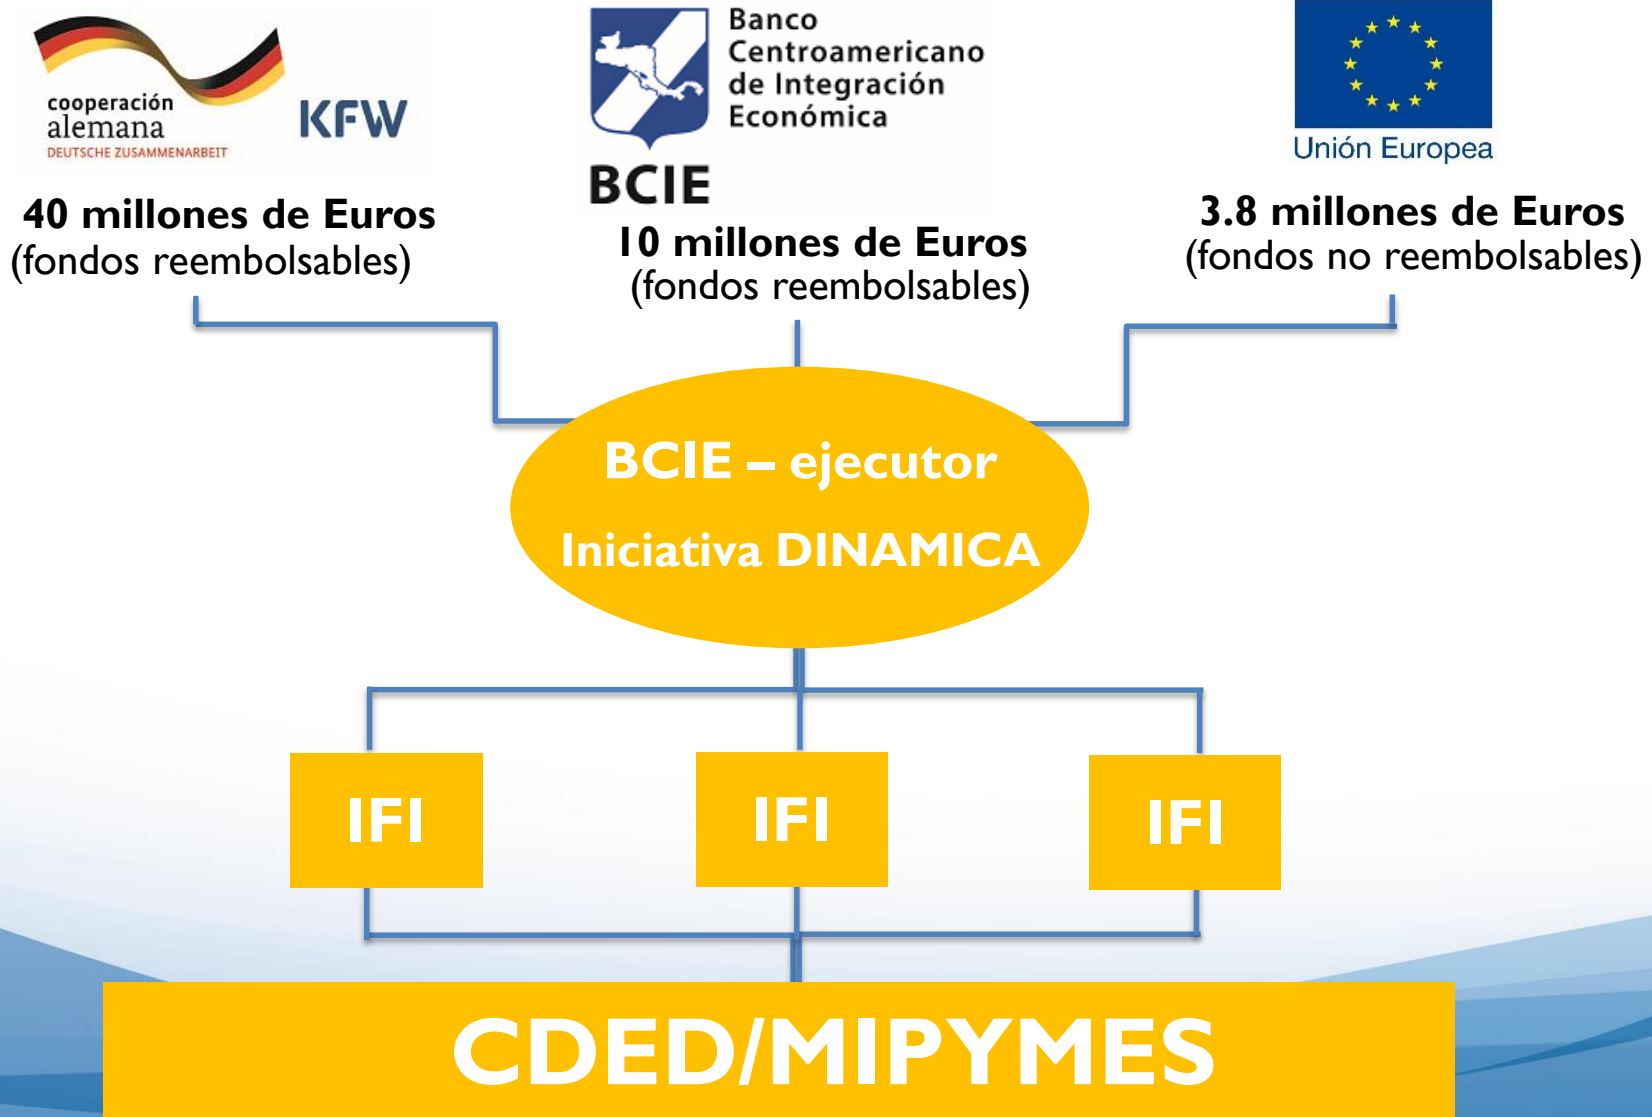 cooperación
alemana
DEUTSCHE ZUSAMMENARBEIT
KFW
40 millones de Euros
(fondos reembolsables)
Banco
Centroamericano
de Integración
Económica
BCIE
10 millones de Euros
(fondos reembolsables)
Unión Europea
3.8 millones de Euros
(fondos no reembolsables)
BCIE – ejecutor
Iniciativa DINAMICA
IFI
IFI
IFI
CDED/MIPYMES